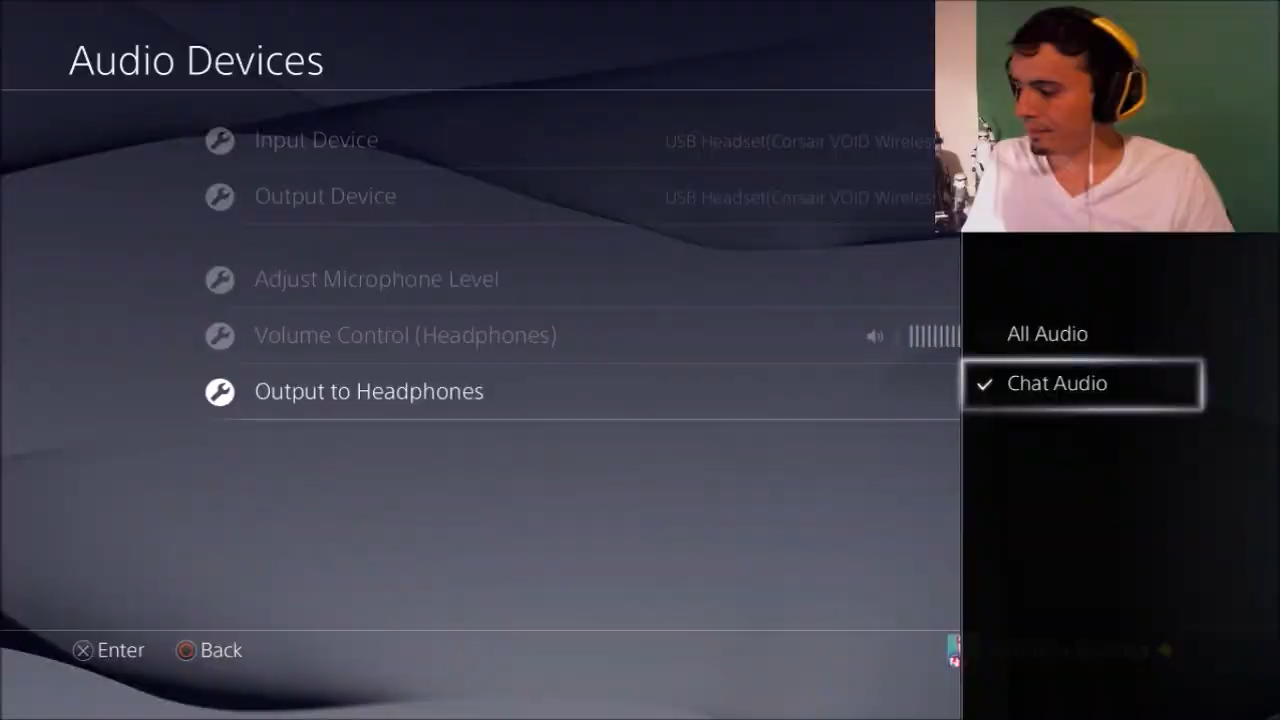 Audio Devices
Input Device
USB Headset(Corsair VOID Wireless
Output Device
USB Headset(Corsair VOID Wireless
Adjust Microphone Level
Volume Control (Headphones)
Output to Headphones
All Audio
Chat Audio
Enter
Back